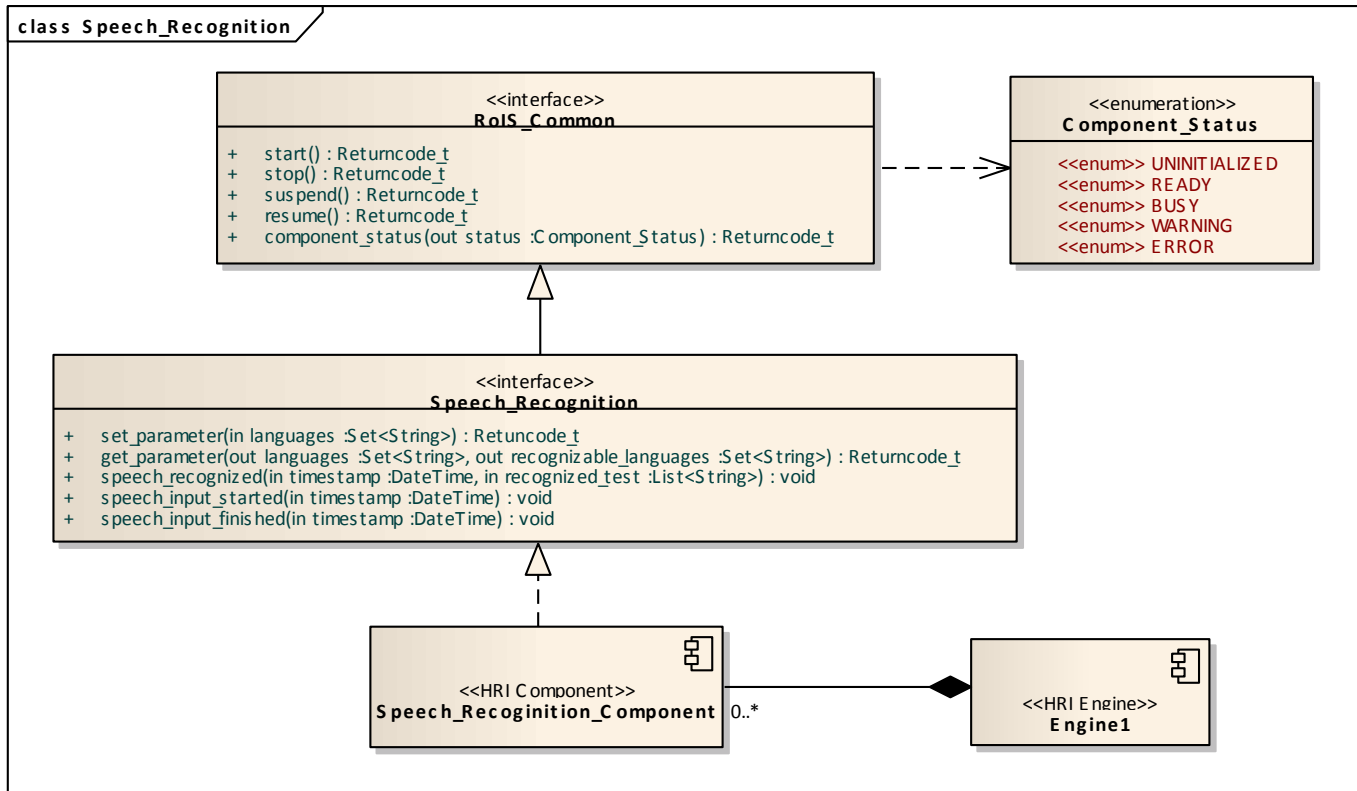 class Speech_Recognition
<<interface>>
RoIS_Common
+ start() : Returncode_t
+ stop() : Returncode_t
+ suspend() : Returncode_t
+ resume() : Returncode_t
+ component_status(out status :Component_Status) : Returncode_t
<<enumeration>>
Component_Status
<<enum>> UNINITIALIZED
<<enum>> READY
<<enum>> BUSY
<<enum>> WARNING
<<enum>> ERROR
<<interface>>
Speech_Recognition
+ set_parameter(in languages :Set<String>) : Retuncode_t
+ get_parameter(out languages :Set<String>, out recognizable_languages :Set<String>) : Returncode_t
+ speech_recognized(in timestamp :DateTime, in recognized_test :List<String>) : void
+ speech_input_started(in timestamp :DateTime) : void
+ speech_input_finished(in timestamp :DateTime) : void
<<HRI Component>>
Speech_Recoginition_Component
0..*
<<HRI Engine>>
Engine1